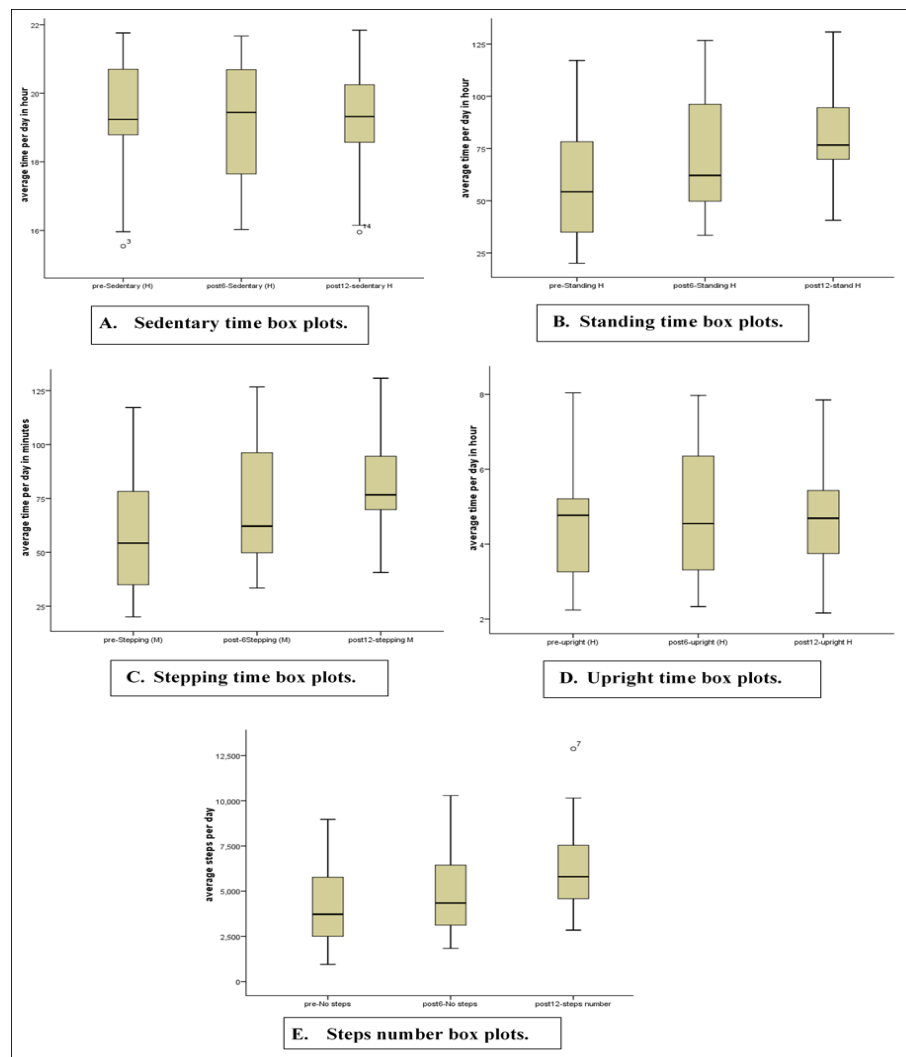 average time per day in hour
22
20
18
16
3
14
pre-Sedentary (H) post6-Sedentary (H) post12-sedentary H
A. Sedentary time box plots.
average time per day in hour
125
100
75
50
25
pre-Standing H post6-Standing H post12-stand H
B. Standing time box plots.
average time per day in minutes
125
100
75
50
25
pre-Stepping (M) post-6Stepping (M) post12-stepping M
C. Stepping time box plots.
average time per day in hour
8
6
4
2
pre-upright (H) post6-upright (H) post12-upright H
D. Upright time box plots.
average steps per day
12,500
10,000
7,500
5,000
2,500
0
7
pre-No steps post6-No steps post12-steps number
E. Steps number box plots.